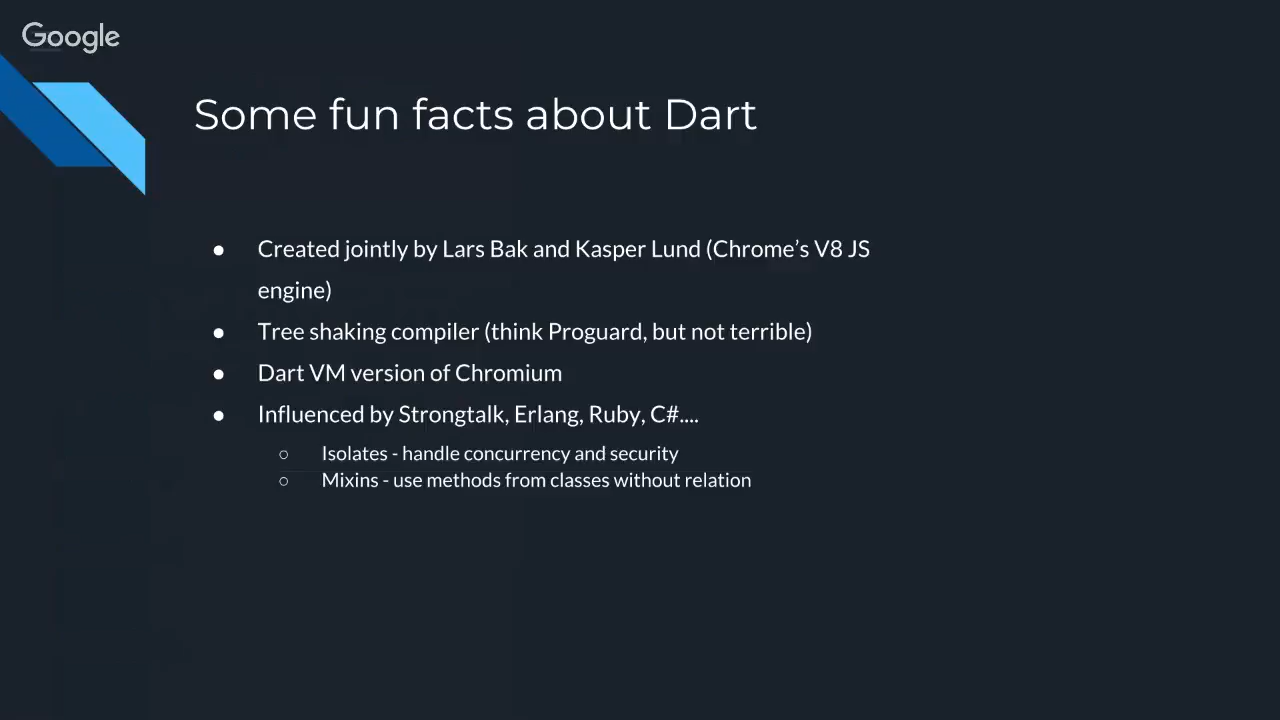 Google
Some fun facts about Dart
● Created jointly by Lars Bak and Kasper Lund (Chrome’s V8 JS
engine)
● Tree shaking compiler (think Proguard, but not terrible)
● Dart VM version of Chromium
● Influenced by Strongtalk, Erlang, Ruby, C#....
○ Isolates - handle concurrency and security
○ Mixins - use methods from classes without relation